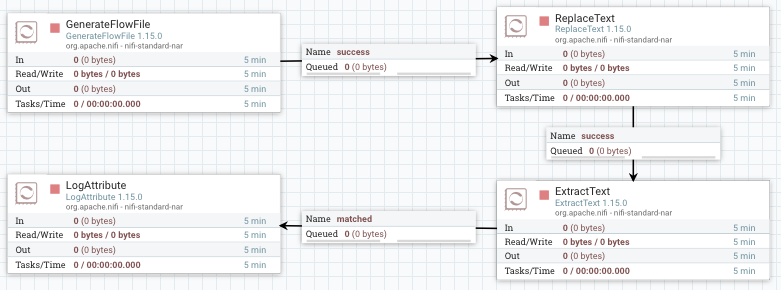 GenerateFlowFile
GenerateFlowFile 1.15.0
org.apache.nifi - nifi-standard-nar
In 0 (0 bytes) 5 min
Read/Write 0 bytes / 0 bytes 5 min
Out 0 (0 bytes) 5 min
Tasks/Time 0 / 00:00:00.000 5 min
Name success
Queued 0 (0 bytes)
ReplaceText
ReplaceText 1.15.0
org.apache.nifi - nifi-standard-nar
In 0 (0 bytes) 5 min
Read/Write 0 bytes / 0 bytes 5 min
Out 0 (0 bytes) 5 min
Tasks/Time 0 / 00:00:00.000 5 min
Name success
Queued 0 (0 bytes)
LogAttribute
LogAttribute 1.15.0
org.apache.nifi - nifi-standard-nar
In 0 (0 bytes) 5 min
Read/Write 0 bytes / 0 bytes 5 min
Out 0 (0 bytes) 5 min
Tasks/Time 0 / 00:00:00.000 5 min
Name matched
Queued 0 (0 bytes)
ExtractText
ExtractText 1.15.0
org.apache.nifi - nifi-standard-nar
In 0 (0 bytes) 5 min
Read/Write 0 bytes / 0 bytes 5 min
Out 0 (0 bytes) 5 min
Tasks/Time 0 / 00:00:00.000 5 min